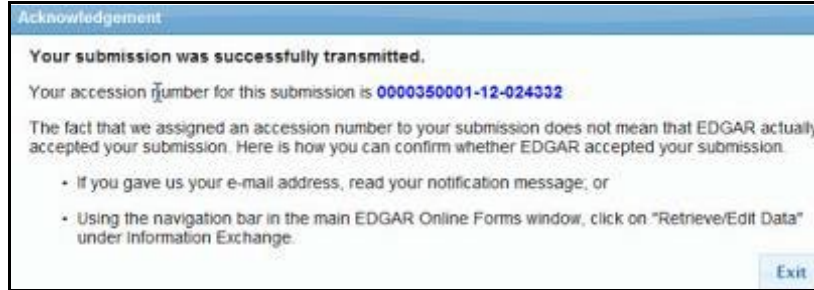 Acknowledgement
Your submission was successfully transmitted.
Your accession number for this submission is 0000350001-12-024332
The fact that we assigned an accession number to your submission does not mean that EDGAR actually
accepted your submission. Here is how you can confirm whether EDGAR accepted your submission.
• If you gave us your e-mail address, read your notification message; or
• Using the navigation bar in the main EDGAR Online Forms window, click on "Retrieve/Edit Data"
under Information Exchange.
Exit